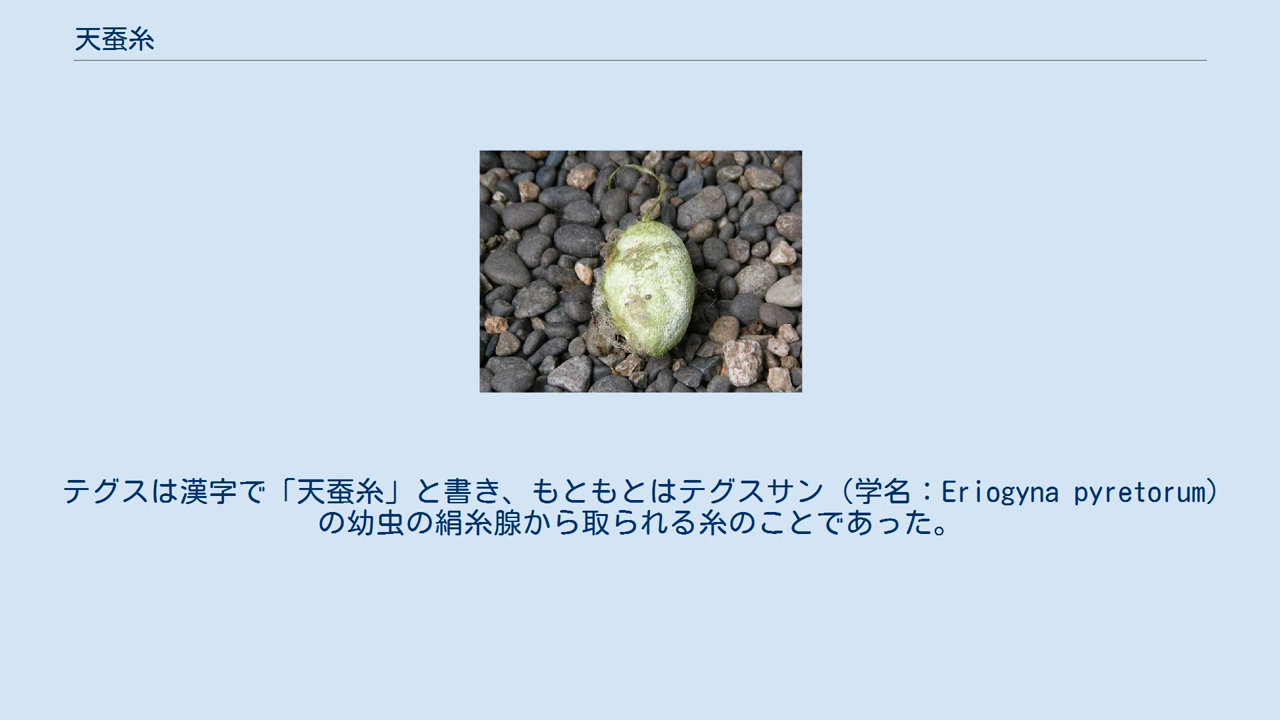 天蚕糸
テグスは漢字で「天蚕糸」と書き、もともとはテグスサン（学名：Eriogyna pyretorum）
の幼虫の絹糸腺から取られる糸のことであった。